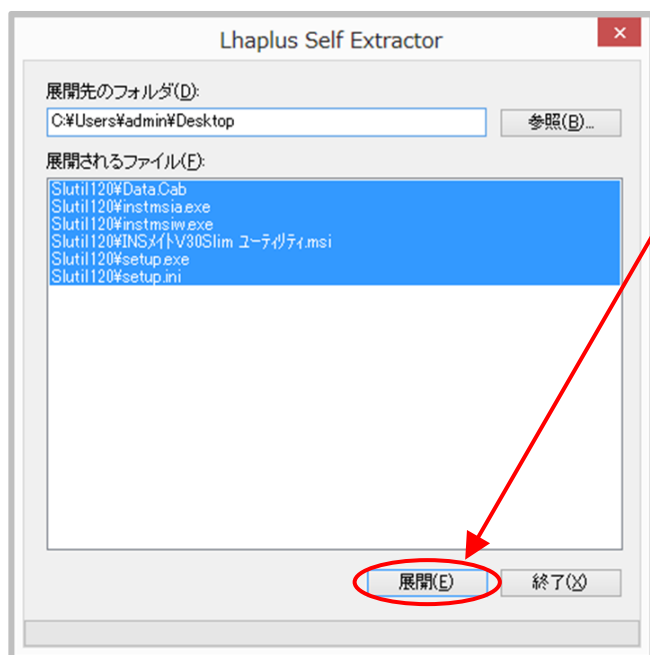 Lhaplus Self Extractor
展開先のフォルダ(D):
C:¥Users¥admin¥Desktop
参照(B)...
展開されるファイル(F):
Slutil120¥Data.Cab
Slutil120¥instmsia.exe
Slutil120¥instmsiw.exe
Slutil120¥INSﾒｲﾄV30Slim ﾕｰﾃｨﾘﾃｨ.msi
Slutil120¥setup.exe
Slutil120¥setup.ini
展開(E)
終了(X)